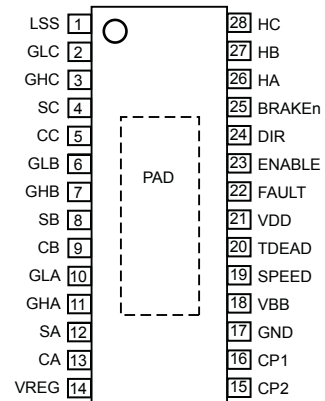 LSS 1 28 HC
GLC 2 27 HB
GHC 3 26 HA
SC 4 25 BRAKEn
CC 5 24 DIR
GLB 6 23 ENABLE
GHB 7 PAD 22 FAULT
SB 8 21 VDD
CB 9 20 TDEAD
GLA 10 19 SPEED
GHA 11 18 VBB
SA 12 17 GND
CA 13 16 CP1
VREG 14 15 CP2